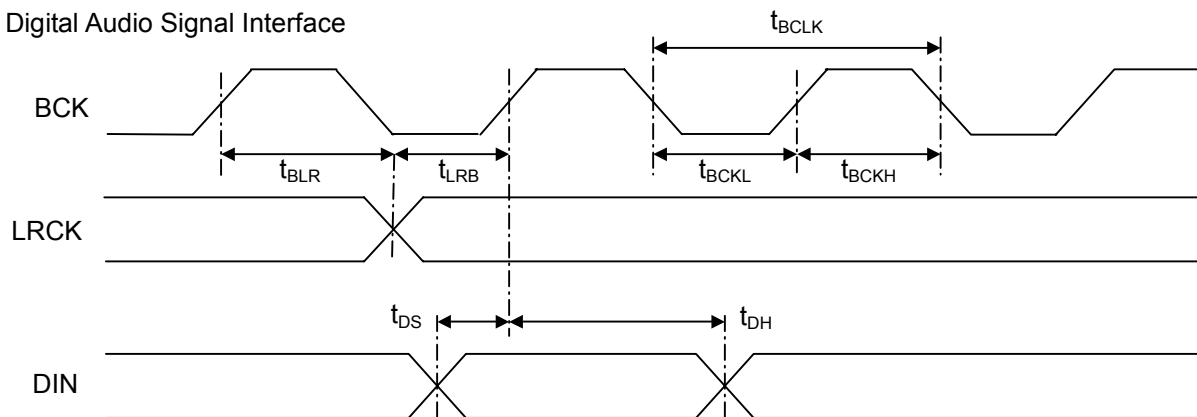 Digital Audio Signal Interface
tBCLK
BCK
tBLR tLRB tBCKL tBCKH
LRCK
tDS tDH
DIN